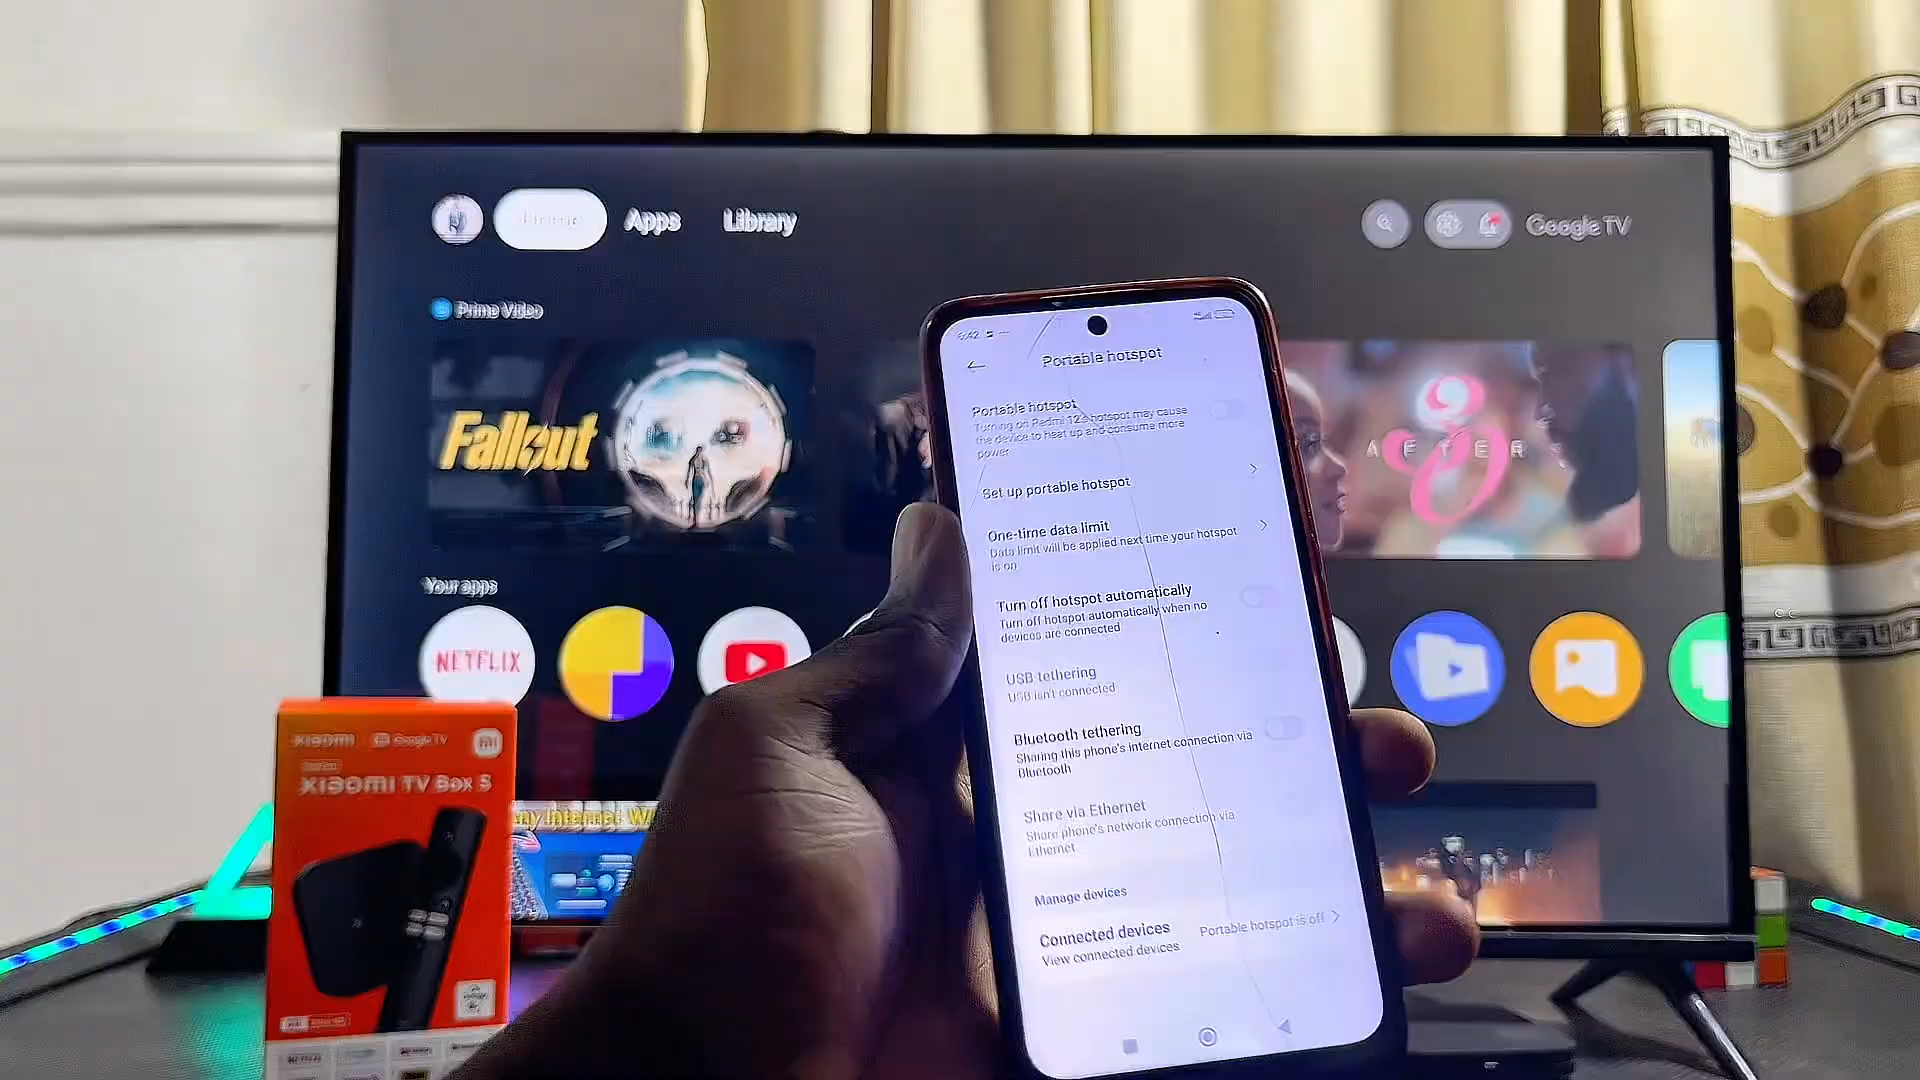 Apps
Library
Google TV
Prime Video
Fallout
AFTER
Your apps
NETFLIX
6:42
Portable hotspot
Portable hotspot
Turning on Redmi 12's hotspot may cause
the device to heat up and consume more
power
Set up portable hotspot
One-time data limit
Data limit will be applied next time your hotspot
is on
Turn off hotspot automatically
Turn off hotspot automatically when no
devices are connected
USB tethering
USB isn't connected
Bluetooth tethering
Sharing this phone's internet connection via
Bluetooth
Share via Ethernet
Share phone's network connection via
Ethernet
Manage devices
Connected devices
View connected devices
Portable hotspot is off
xiaomi
Google TV
mi
xiaomi TV Box S
ny Internet